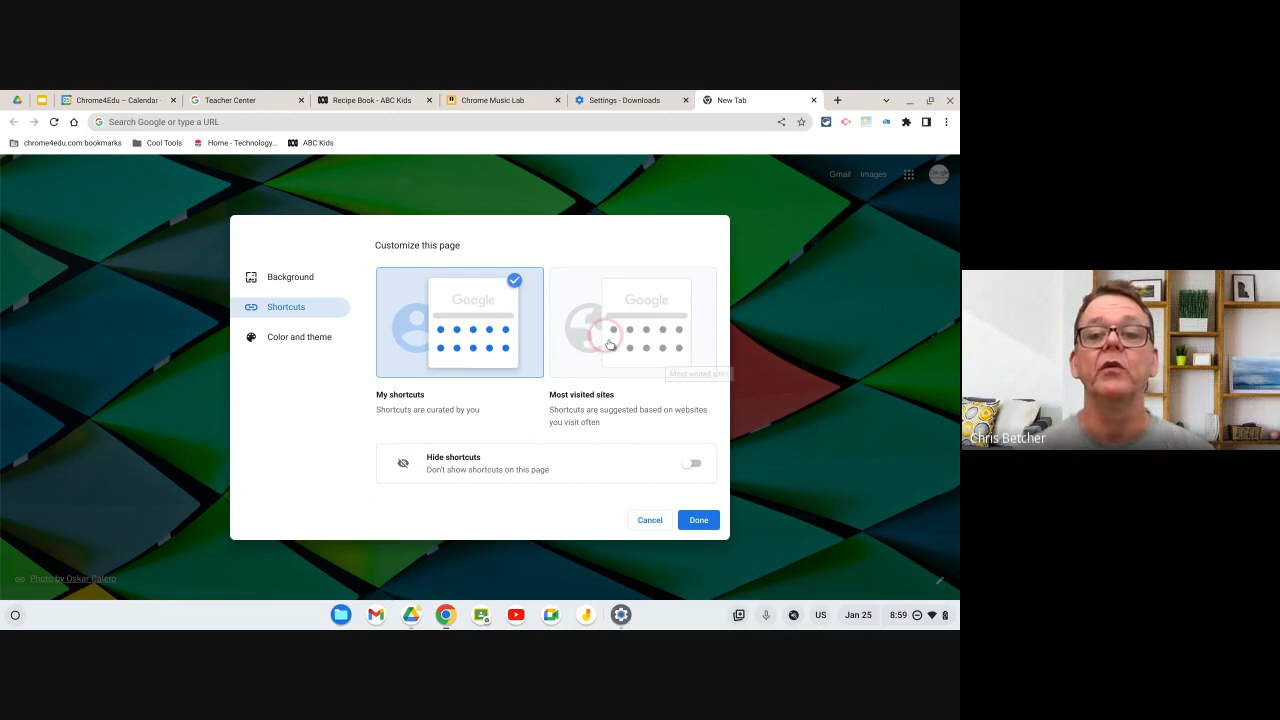 Chrome4Edu – Calendar
Teacher Center
Recipe Book - ABC Kids
Chrome Music Lab
Settings - Downloads
New Tab
Search Google or type a URL
chrome4edu.com bookmarks
Cool Tools
Home - Technology...
ABC Kids
Gmail
Images
Customize this page
Background
Shortcuts
Color and theme
Google
Google
Most visited sites
My shortcuts
Shortcuts are curated by you
Most visited sites
Shortcuts are suggested based on websites
you visit often
Hide shortcuts
Don't show shortcuts on this page
Cancel
Done
Photo by Oskar Calero
US
Jan 25
8:59
Chris Betcher